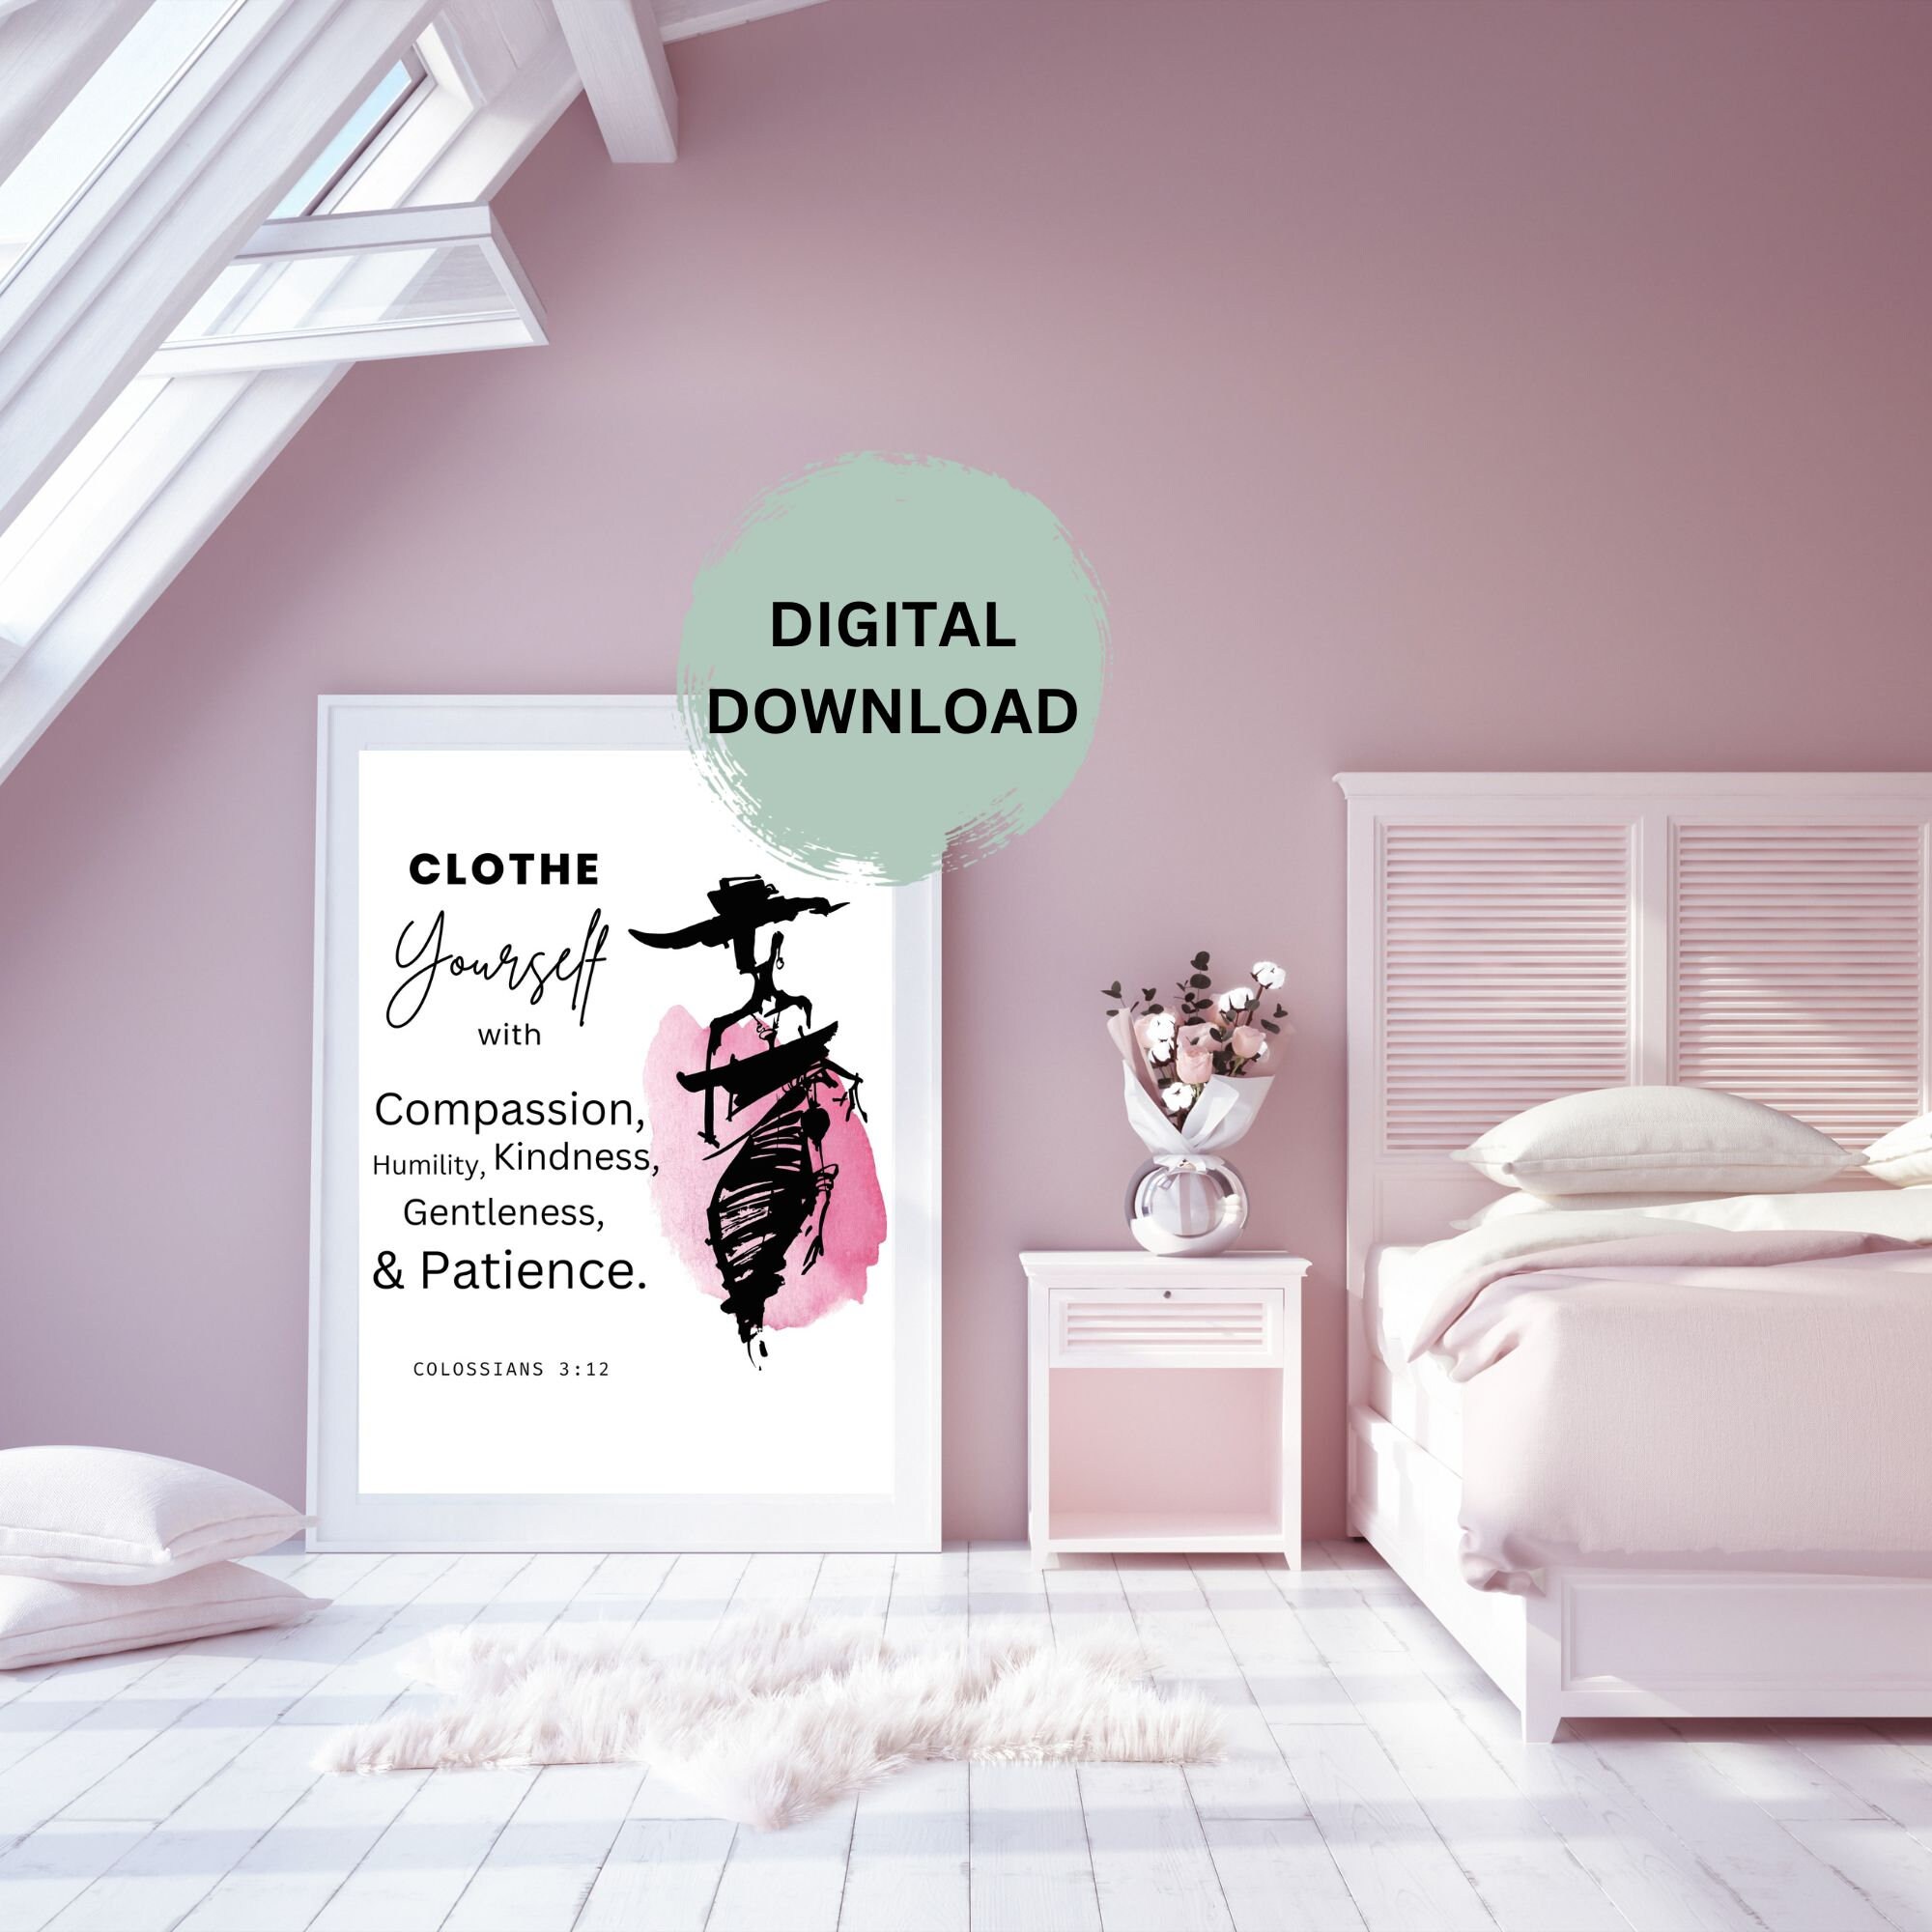 DIGITAL
DOWNLOAD
CLOTHE
Yourself
with
Compassion,
Humility, Kindness,
Gentleness,
& Patience.
COLOSSIANS 3:12